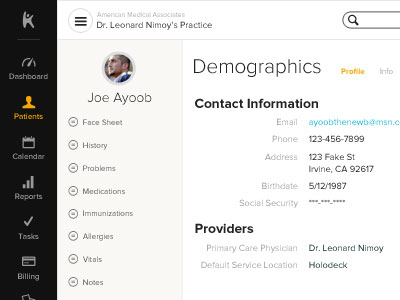 American Medical Associates
Dr. Leonard Nimoy's Practice
Dashboard
Patients
Calendar
Reports
Tasks
Billing
Joe Ayoob
Face Sheet
History
Problems
Medications
Immunizations
Allergies
Vitals
Notes
Demographics
Profile
Info
Contact Information
Email ayoobthenewb@msn.c
Phone 123-456-7899
Address 123 Fake St
Irvine, CA 92617
Birthdate 5/12/1987
Social Security ***-**-****
Providers
Primary Care Physician Dr. Leonard Nimoy
Default Service Location Holodeck